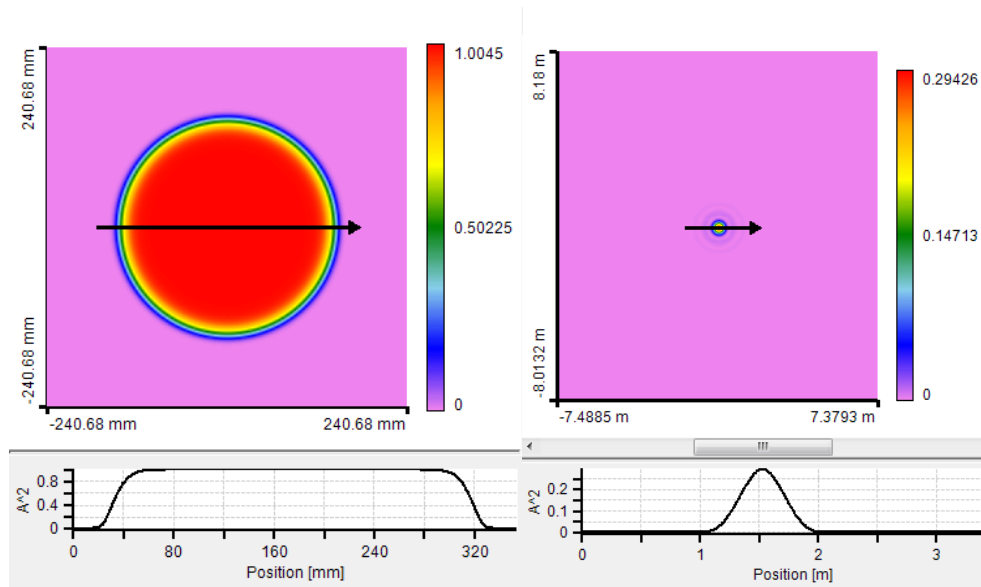 240.68 mm
-240.68 mm
-240.68 mm
240.68 mm
1.0045
0.50225
0
8.18 m
-8.0132 m
-7.4885 m
7.3793 m
0.29426
0.14713
0
A^2
0.8
0.4
0
0
80
160
240
320
Position [mm]
A^2
0.2
0.1
0
0
1
2
3
Position [m]